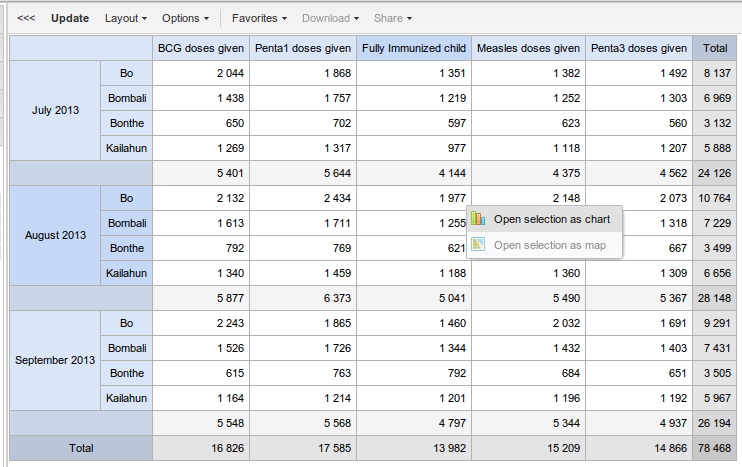 <<< Update Layout Options Favorites Download Share
BCG doses given Penta1 doses given Fully Immunized child Measles doses given Penta3 doses given Total
July 2013 Bo 2 044 1 868 1 351 1 382 1 492 8 137
Bombali 1 438 1 757 1 219 1 252 1 303 6 969
Bonthe 650 702 597 623 560 3 132
Kailahun 1 269 1 317 977 1 118 1 207 5 888
5 401 5 644 4 144 4 375 4 562 24 126
August 2013 Bo 2 132 2 434 1 977 2 148 2 073 10 764
Bombali 1 613 1 711 1 255 1 318 7 229
Open selection as chart
Bonthe 792 769 621 667 3 499
Open selection as map
Kailahun 1 340 1 459 1 188 1 360 1 309 6 656
5 877 6 373 5 041 5 490 5 367 28 148
September 2013 Bo 2 243 1 865 1 460 2 032 1 691 9 291
Bombali 1 526 1 726 1 344 1 432 1 403 7 431
Bonthe 615 763 792 684 651 3 505
Kailahun 1 164 1 214 1 201 1 196 1 192 5 967
5 548 5 568 4 797 5 344 4 937 26 194
Total 16 826 17 585 13 982 15 209 14 866 78 468